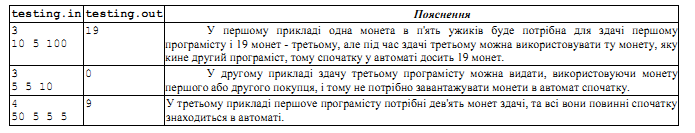 testing.in testing.out Пояснення
3 19 У першому прикладі одна монета в п'ять ужиків буде потрібна для здачі першому
10 5 100 програмісту і 19 монет - третьому, але під час здачі третьому можна використовувати ту монету, яку
кине другий програміст, тому спочатку у автоматі досить 19 монет.
3 0 У другому прикладі здачу третьому програмісту можна видати, використовуючи монету
5 5 10 першого або другого покупця, і тому не потрібно завантажувати монети в автомат спочатку.
4 9 У третьому прикладі першоve програмісту потрібні дев'ять монет здачі, та всі вони повинні спочатку
50 5 5 5 знаходиться в автоматі.